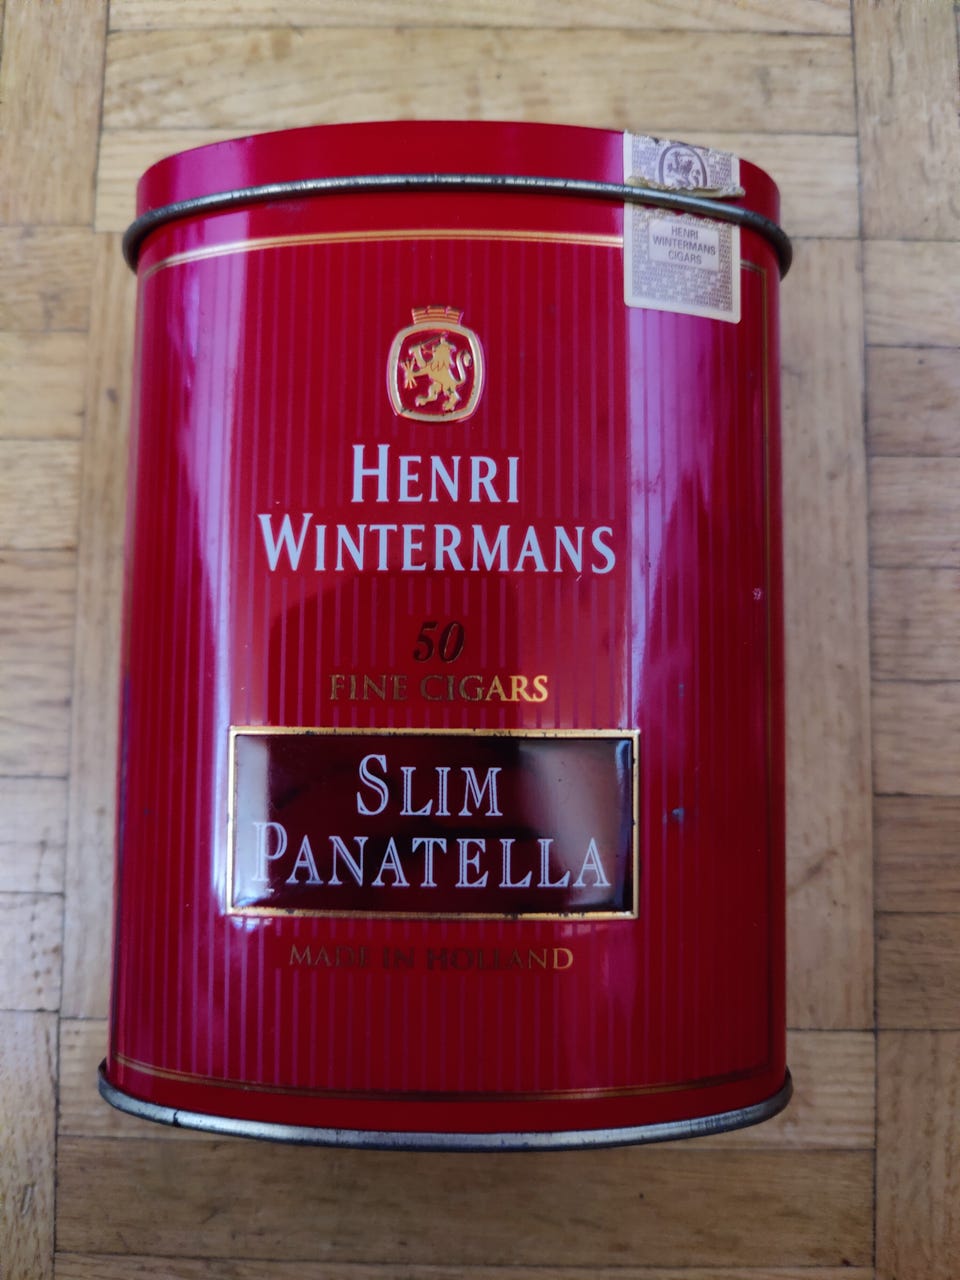 HENRI
WINTERMANS
CIGARS
HENRI
WINTERMANS
50
FINE CIGARS
SLIM
PANATELLA
MADE IN HOLLAND